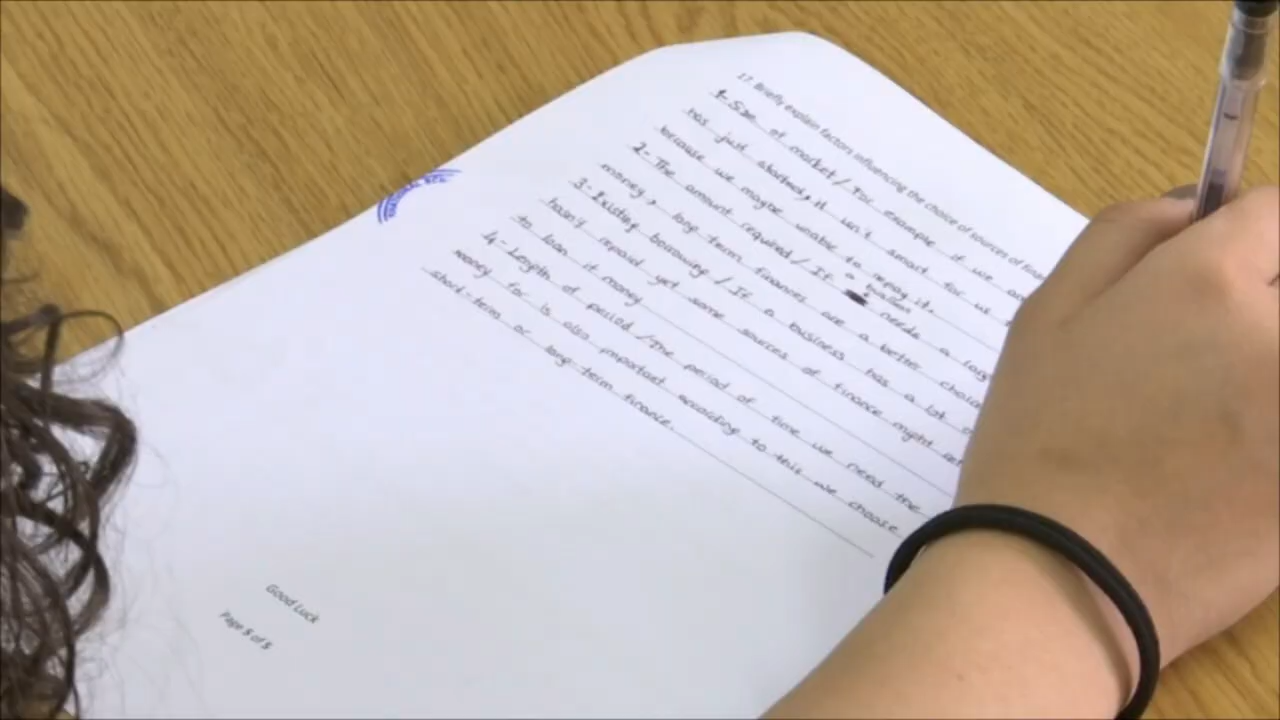 17. Briefly explain factors influencing the choice of sources of finan
1- Size of market / For example if we are
has just started, it isn't smart for us
because we maybe unable to repay it.
2- The amount required / If a business needs a larg
money, long-term finances are a better choice
3- Existing borrowing / If a business has a lot o
hasn't repaid yet some sources of finance might ref
to loan it money
4- Length of period / The period of time we need the
money for is also important according to this we choose
short-term or long-term finance.
Good Luck
Page 5 of 5